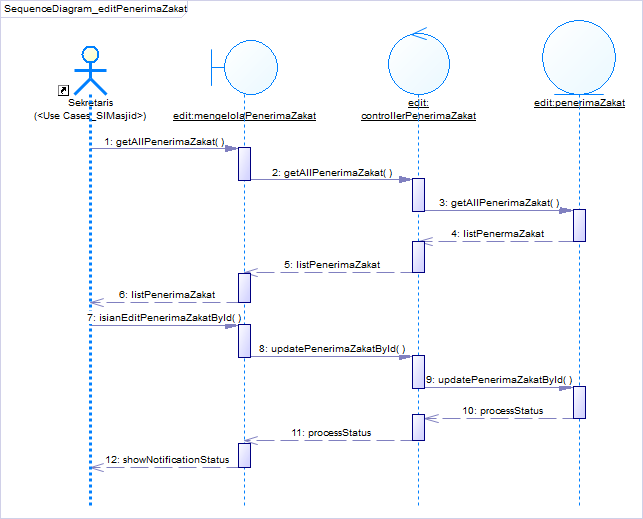 SequenceDiagram_editPenerimaZakat
Sekretaris
(<Use Cases_SIMasjid>)
edit:mengelolaPenerimaZakat
edit:
controllerPenerimaZakat
edit:penerimaZakat
1: getAllPenerimaZakat( )
2: getAllPenerimaZakat( )
3: getAllPenerimaZakat( )
4: listPenermaZakat
5: listPenerimaZakat
6: listPenerimaZakat
7: isianEditPenerimaZakatById( )
8: updatePenerimaZakatById( )
9: updatePenerimaZakatById( )
10: processStatus
11: processStatus
12: showNotificationStatus